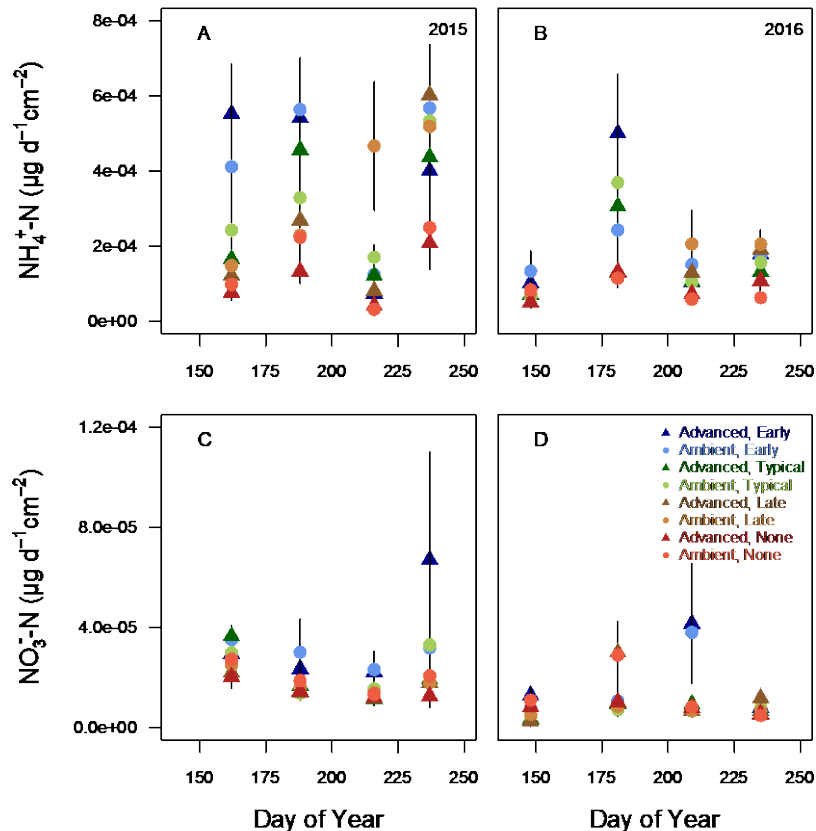 A
2015
B
2016
8e-04
6e-04
4e-04
2e-04
0e+00
NH₄⁺-N (µg d⁻¹cm⁻²)
150 175 200 225 250
150 175 200 225 250
C
D
1.2e-04
8.0e-05
4.0e-05
0.0e+00
NO₃⁻-N (µg d⁻¹cm⁻²)
Advanced, Early
Ambient, Early
Advanced, Typical
Ambient, Typical
Advanced, Late
Ambient, Late
Advanced, None
Ambient, None
150 175 200 225 250
150 175 200 225 250
Day of Year
Day of Year